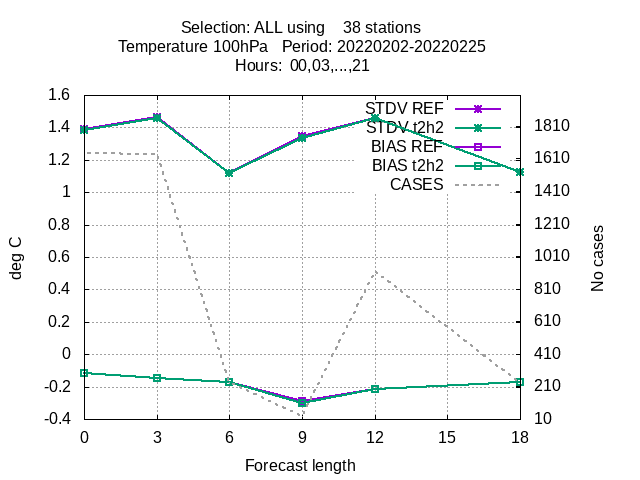 Selection: ALL using    38 stations
Temperature 100hPa   Period: 20220202-20220225
Hours:  00,03,...,21
1.6
1.4
1.2
1
0.8
0.6
0.4
0.2
0
-0.2
-0.4
deg C
STDV REF
STDV t2h2
BIAS REF
BIAS t2h2
CASES
1810
1610
1410
1210
1010
810
610
410
210
10
No cases
0 3 6 9 12 15 18
Forecast length